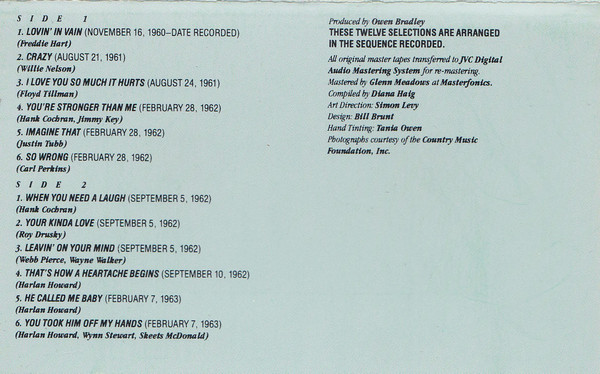 SIDE 1
1. LOVIN' IN VAIN (NOVEMBER 16, 1960–DATE RECORDED)
(Freddie Hart)
2. CRAZY (AUGUST 21, 1961)
(Willie Nelson)
3. I LOVE YOU SO MUCH IT HURTS (AUGUST 24, 1961)
(Floyd Tillman)
4. YOU'RE STRONGER THAN ME (FEBRUARY 28, 1962)
(Hank Cochran, Jimmy Key)
5. IMAGINE THAT (FEBRUARY 28, 1962)
(Justin Tubb)
6. SO WRONG (FEBRUARY 28, 1962)
(Carl Perkins)
SIDE 2
1. WHEN YOU NEED A LAUGH (SEPTEMBER 5, 1962)
(Hank Cochran)
2. YOUR KINDA LOVE (SEPTEMBER 5, 1962)
(Roy Drusky)
3. LEAVIN' ON YOUR MIND (SEPTEMBER 5, 1962)
(Webb Pierce, Wayne Walker)
4. THAT'S HOW A HEARTACHE BEGINS (SEPTEMBER 10, 1962)
(Harlan Howard)
5. HE CALLED ME BABY (FEBRUARY 7, 1963)
(Harlan Howard)
6. YOU TOOK HIM OFF MY HANDS (FEBRUARY 7, 1963)
(Harlan Howard, Wynn Stewart, Skeets McDonald)
Produced by Owen Bradley
THESE TWELVE SELECTIONS ARE ARRANGED
IN THE SEQUENCE RECORDED.
All original master tapes transferred to JVC Digital
Audio Mastering System for re-mastering.
Mastered by Glenn Meadows at Masterfonics.
Compiled by Diana Haig
Art Direction: Simon Levy
Design: Bill Brunt
Hand Tinting: Tania Owen
Photographs courtesy of the Country Music
Foundation, Inc.